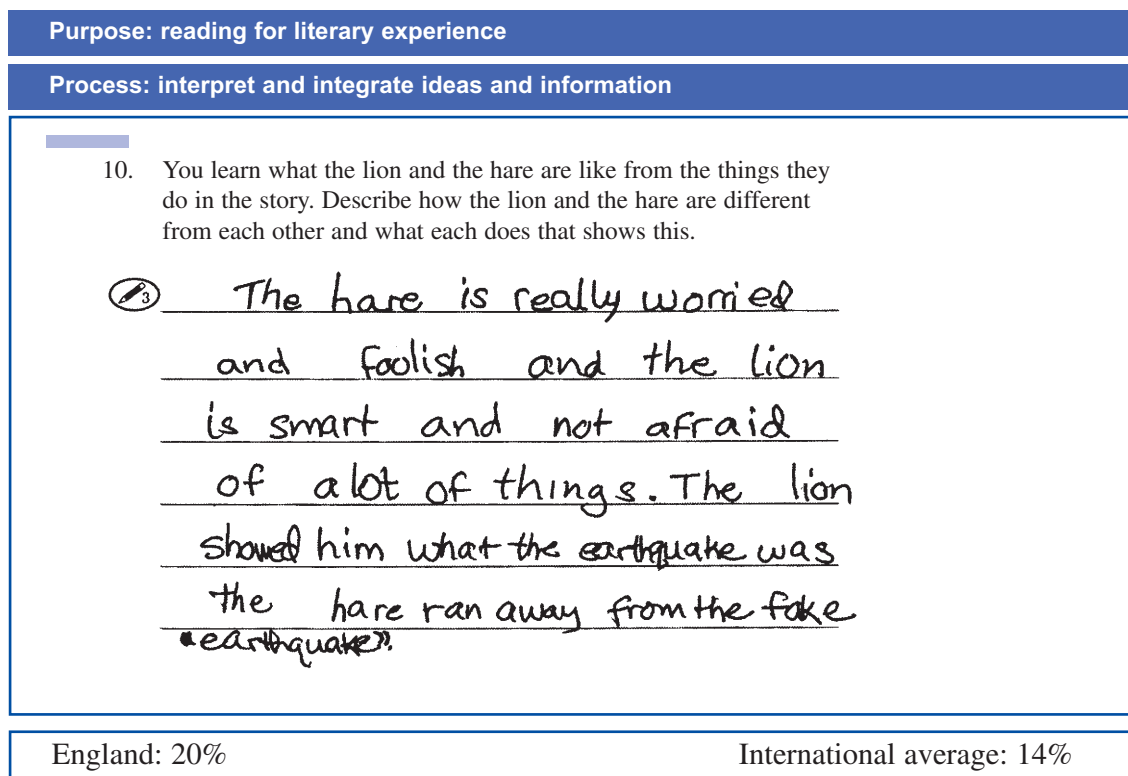 Purpose: reading for literary experience
Process: interpret and integrate ideas and information
10. You learn what the lion and the hare are like from the things they
do in the story. Describe how the lion and the hare are different
from each other and what each does that shows this.
3 The hare is really worried
and foolish and the lion
is smart and not afraid
of a lot of things. The lion
showed him what the earthquake was
the hare ran away from the fake
"earthquake".
England: 20% International average: 14%